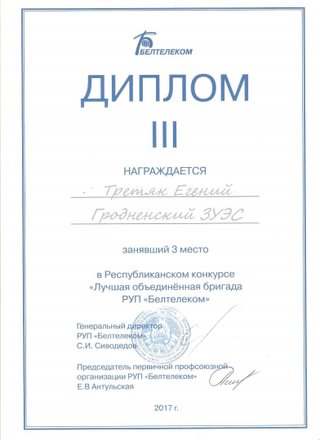 БЕЛТЕЛЕКОМ
ДИПЛОМ
III
НАГРАЖДАЕТСЯ
Третяк Егений
Гродненский ЗУЭС
занявший 3 место
в Республиканском конкурсе
«Лучшая объединённая бригада
РУП «Белтелеком»
Генеральный директор
РУП «Белтелеком»
С.И. Сиводедов
Председатель первичной профсоюзной
организации РУП «Белтелеком»
Е.В Антульская
2017 г.